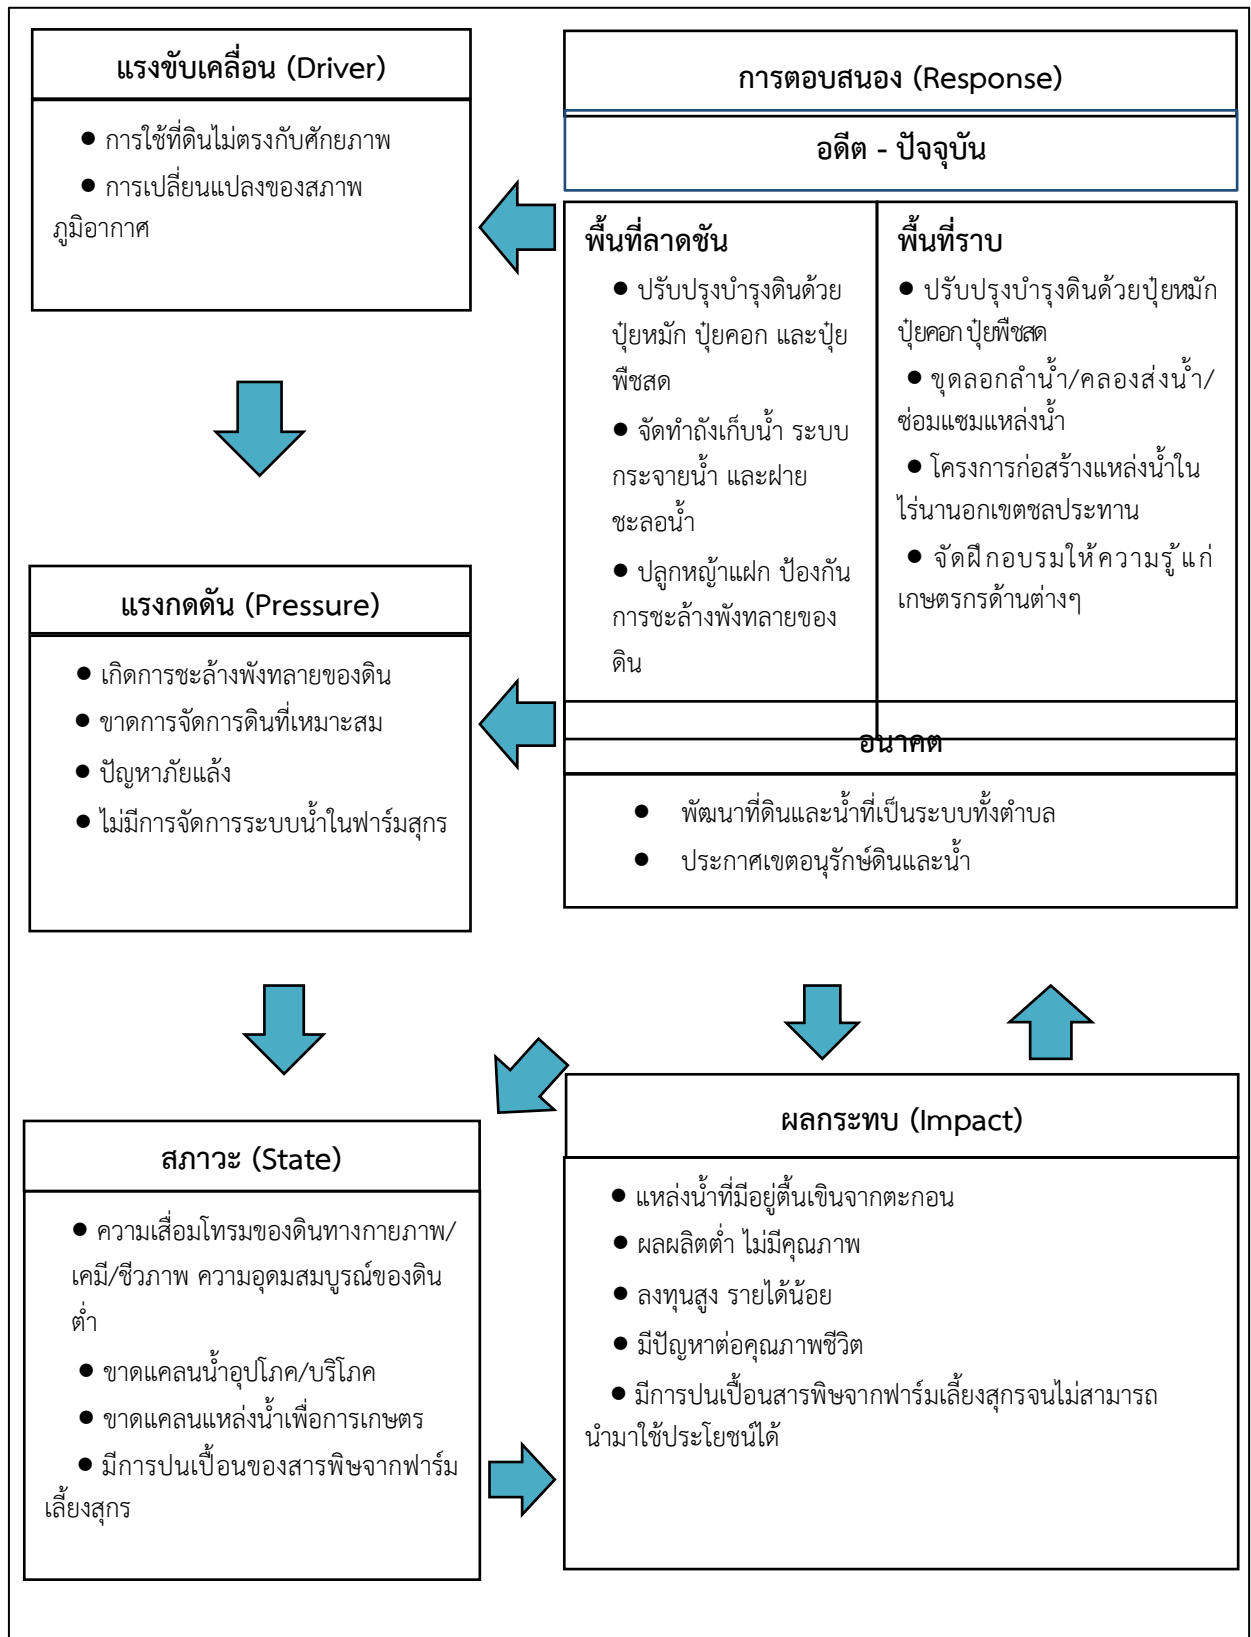 แรงขับเคลื่อน (Driver)
● การใช้ที่ดินไม่ตรงกับศักยภาพ
● การเปลี่ยนแปลงของสภาพ
ภูมิอากาศ
การตอบสนอง (Response)
อดีต - ปัจจุบัน
พื้นที่ลาดชัน
● ปรับปรุงบำรุงดินด้วย
ปุ๋ยหมัก ปุ๋ยคอก และปุ๋ย
พืชสด
● จัดทำถังเก็บน้ำ ระบบ
กระจายน้ำ และฝาย
ชะลอน้ำ
● ปลูกหญ้าแฝก ป้องกัน
การชะล้างพังทลายของ
ดิน
พื้นที่ราบ
● ปรับปรุงบำรุงดินด้วยปุ๋ยหมัก
ปุ๋ยคอก ปุ๋ยพืชสด
● ขุดลอกลำน้ำ/คลองส่งน้ำ/
ซ่อมแซมแหล่งน้ำ
● โครงการก่อสร้างแหล่งน้ำใน
ไร่นานอกเขตชลประทาน
● จัดฝึกอบรมให้ความรู้แก่
เกษตรกรด้านต่างๆ
อนาคต
● พัฒนาที่ดินและน้ำที่เป็นระบบทั้งตำบล
● ประกาศเขตอนุรักษ์ดินและน้ำ
แรงกดดัน (Pressure)
● เกิดการชะล้างพังทลายของดิน
● ขาดการจัดการดินที่เหมาะสม
● ปัญหาภัยแล้ง
● ไม่มีการจัดการระบบน้ำในฟาร์มสุกร
สภาวะ (State)
● ความเสื่อมโทรมของดินทางกายภาพ/
เคมี/ชีวภาพ ความอุดมสมบูรณ์ของดิน
ต่ำ
● ขาดแคลนน้ำอุปโภค/บริโภค
● ขาดแคลนแหล่งน้ำเพื่อการเกษตร
● มีการปนเปื้อนของสารพิษจากฟาร์ม
เลี้ยงสุกร
ผลกระทบ (Impact)
● แหล่งน้ำที่มีอยู่ตื้นเขินจากตะกอน
● ผลผลิตต่ำ ไม่มีคุณภาพ
● ลงทุนสูง รายได้น้อย
● มีปัญหาต่อคุณภาพชีวิต
● มีการปนเปื้อนสารพิษจากฟาร์มเลี้ยงสุกรจนไม่สามารถ
นำมาใช้ประโยชน์ได้